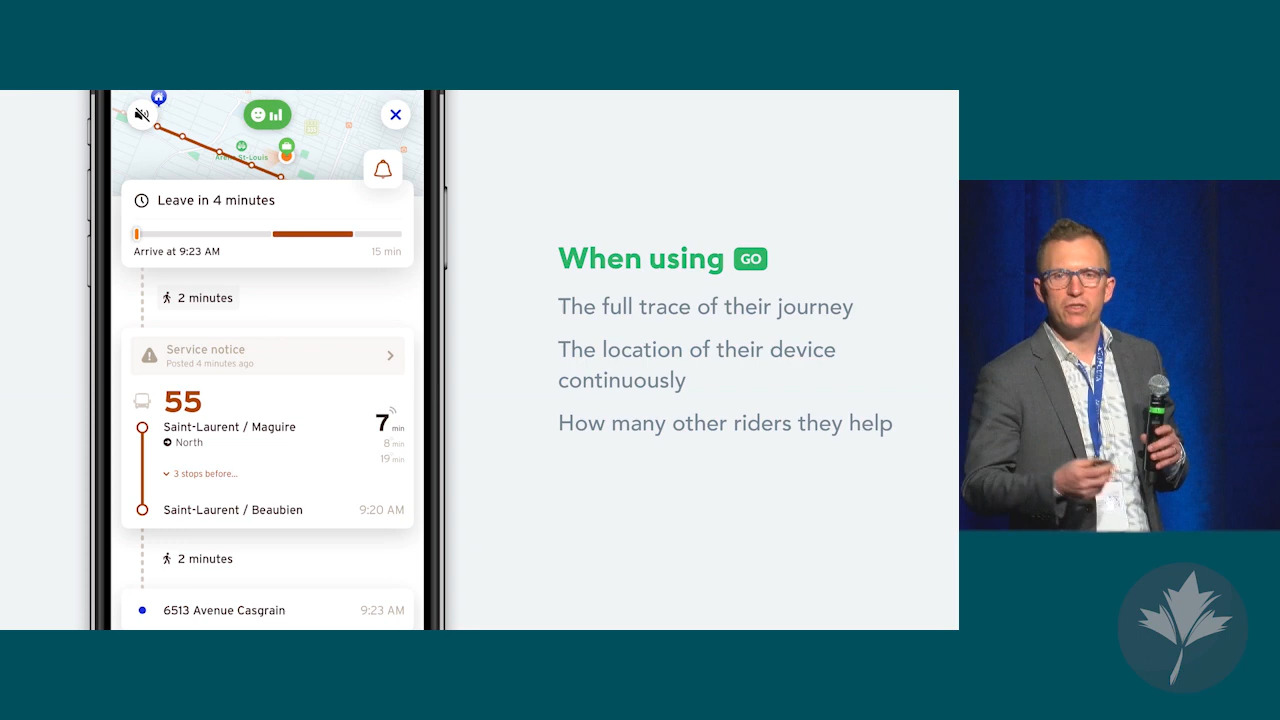 Arena St-Louis
Leave in 4 minutes
Arrive at 9:23 AM
15 min
2 minutes
Service notice
Posted 4 minutes ago
55
Saint-Laurent / Maguire
North
7 min
8 min
19 min
3 stops before...
Saint-Laurent / Beaubien
9:20 AM
2 minutes
6513 Avenue Casgrain
9:23 AM
When using GO
The full trace of their journey
The location of their device
continuously
How many other riders they help